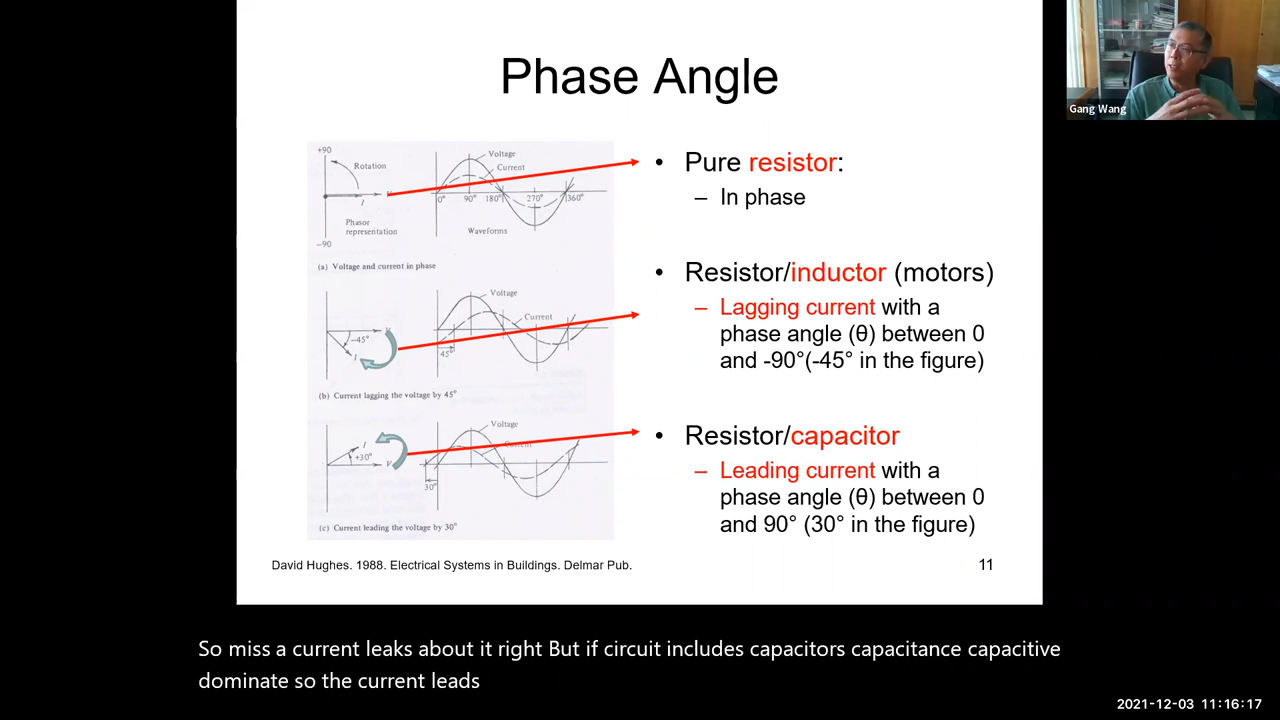 Phase Angle
Gang Wang
+90
Rotation
I
Phasor
representation
−90
Voltage
Current
0°
90°
180°
270°
360°
Waveforms
(a) Voltage and current in phase
• Pure resistor:
– In phase
V
−45°
I
Voltage
Current
45°
(b) Current lagging the voltage by 45°
• Resistor/inductor (motors)
– Lagging current with a
phase angle (θ) between 0
and -90°(-45° in the figure)
I
+30°
V
Voltage
30°
(c) Current leading the voltage by 30°
• Resistor/capacitor
– Leading current with a
phase angle (θ) between 0
and 90° (30° in the figure)
David Hughes. 1988. Electrical Systems in Buildings. Delmar Pub.
11
So miss a current leaks about it right But if circuit includes capacitors capacitance capacitive
dominate so the current leads
2021-12-03 11:16:17